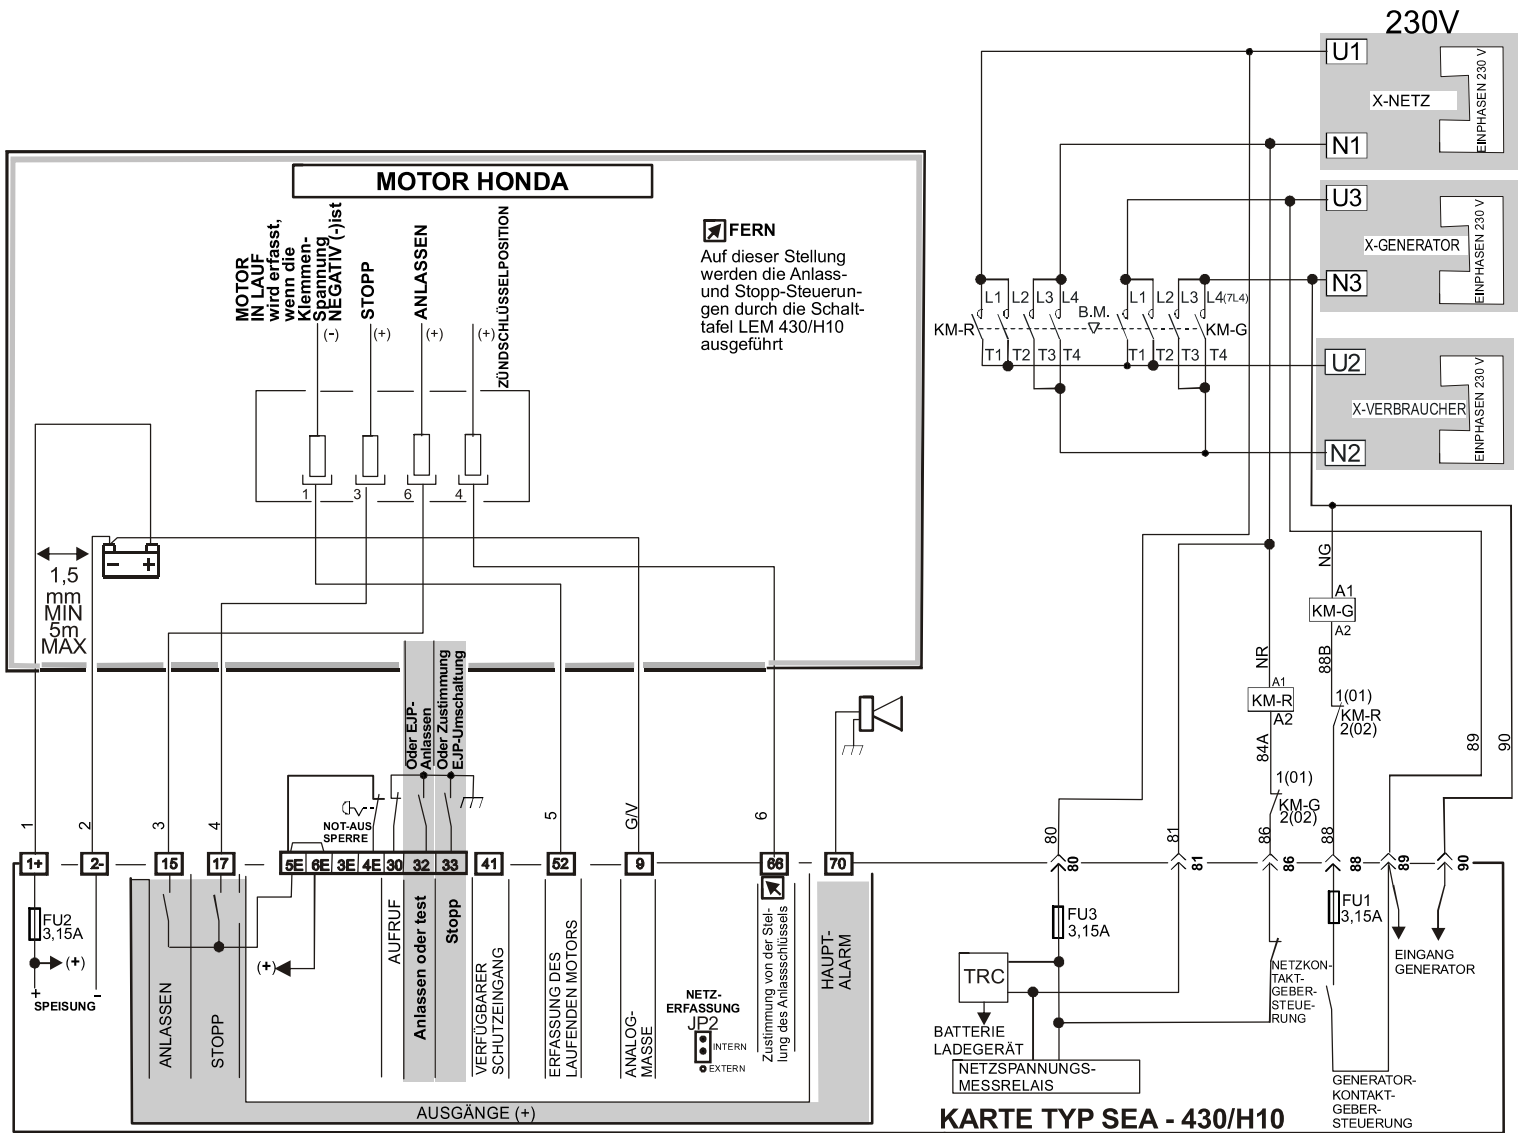 230V
U1
X-NETZ
EINPHASEN 230 V
N1
U3
X-GENERATOR
EINPHASEN 230 V
N3
U2
X-VERBRAUCHER
EINPHASEN 230 V
N2
MOTOR HONDA
MOTOR
IN LAUF
wird erfasst,
wenn die
Klemmen-
Spannung
NEGATIV (-)ist
STOPP
ANLASSEN
ZÜNDSCHLÜSSELPOSITION
(-)
(+)
(+)
(+)
FERN
Auf dieser Stellung
werden die Anlass-
und Stopp-Steuerun-
gen durch die Schalt-
tafel LEM 430/H10
ausgeführt
L1 L2 L3 L4
B.M.
L1 L2 L3 L4(7L4)
KM-R
KM-G
T1 T2 T3 T4
T1 T2 T3 T4
1 3 6 4
- +
1,5
mm
MIN
5m
MAX
NG
A1
KM-G
A2
88B
NR
A1
KM-R
A2
84A
1(01)
KM-R
2(02)
1(01)
KM-G
2(02)
89
90
Oder EJP-
Anlassen
Oder Zustimmung
EJP-Umschaltung
NOT-AUS
SPERRE
1
2
3
4
5
G/V
6
80
81
86
88
1+
2-
15
17
5E
6E
3E
4E
30
32
33
41
52
9
66
70
80
81
86
88
89
90
FU2
3,15A
(+)
+ -
SPEISUNG
ANLASSEN
STOPP
(+)
AUFRUF
Anlassen oder test
Stopp
VERFÜGBARER
SCHUTZEINGANG
ERFASSUNG DES
LAUFENDEN MOTORS
ANALOG-
MASSE
NETZ-
ERFASSUNG
JP2
INTERN
EXTERN
Zustimmung von der Stel-
lung des Anlassschlüssels
HAUPT-
ALARM
AUSGÄNGE (+)
FU3
3,15A
TRC
BATTERIE
LADEGERÄT
NETZSPANNUNGS-
MESSRELAIS
NETZKON-
TAKT-
GEBER-
STEUE-
RUNG
FU1
3,15A
EINGANG
GENERATOR
GENERATOR-
KONTAKT-
GEBER-
STEUERUNG
KARTE TYP SEA - 430/H10